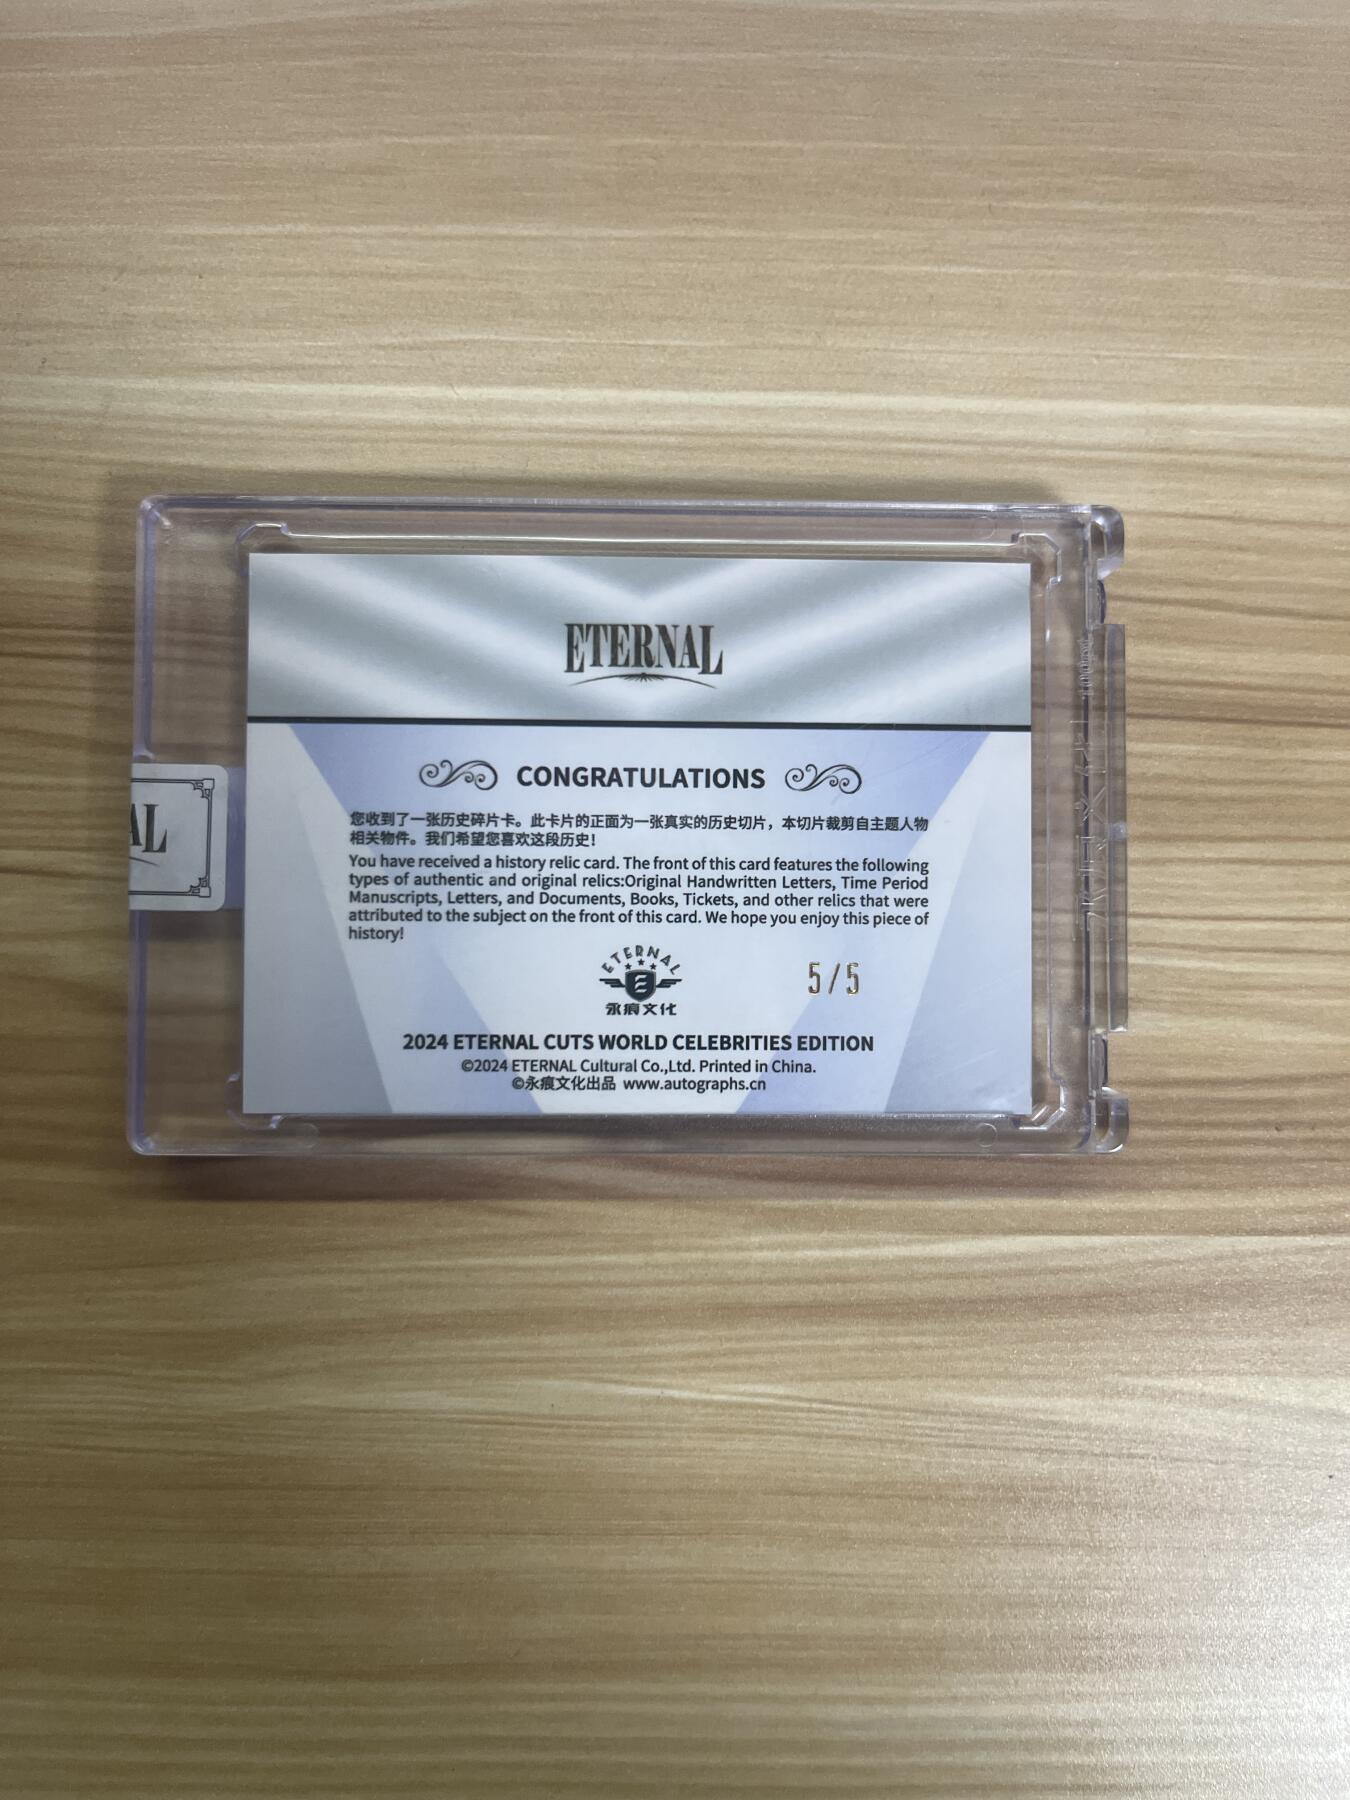 ETERNAL
CONGRATULATIONS
您收到了一张历史碎片卡。此卡片的正面为一张真实的历史切片，本切片裁剪自主题人物
相关物件。我们希望您喜欢这段历史!
You have received a history relic card. The front of this card features the following
types of authentic and original relics:Original Handwritten Letters, Time Period
Manuscripts, Letters, and Documents, Books, Tickets, and other relics that were
attributed to the subject on the front of this card. We hope you enjoy this piece of
history!
AL
ETERNAL
永痕文化
5/5
2024 ETERNAL CUTS WORLD CELEBRITIES EDITION
©2024 ETERNAL Cultural Co.,Ltd. Printed in China.
©永痕文化出品 www.autographs.cn